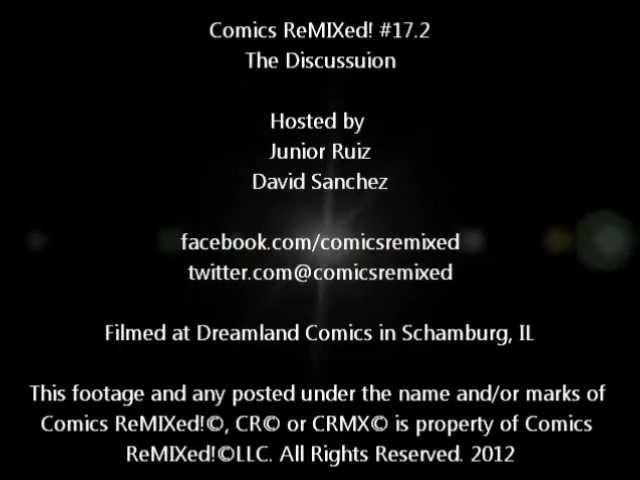 Comics ReMIXed! #17.2
The Discussuion
Hosted by
Junior Ruiz
David Sanchez
facebook.com/comicsremixed
twitter.com@comicsremixed
Filmed at Dreamland Comics in Schamburg, IL
This footage and any posted under the name and/or marks of
Comics ReMIXed!©, CR© or CRMX© is property of Comics
ReMIXed!©LLC. All Rights Reserved. 2012